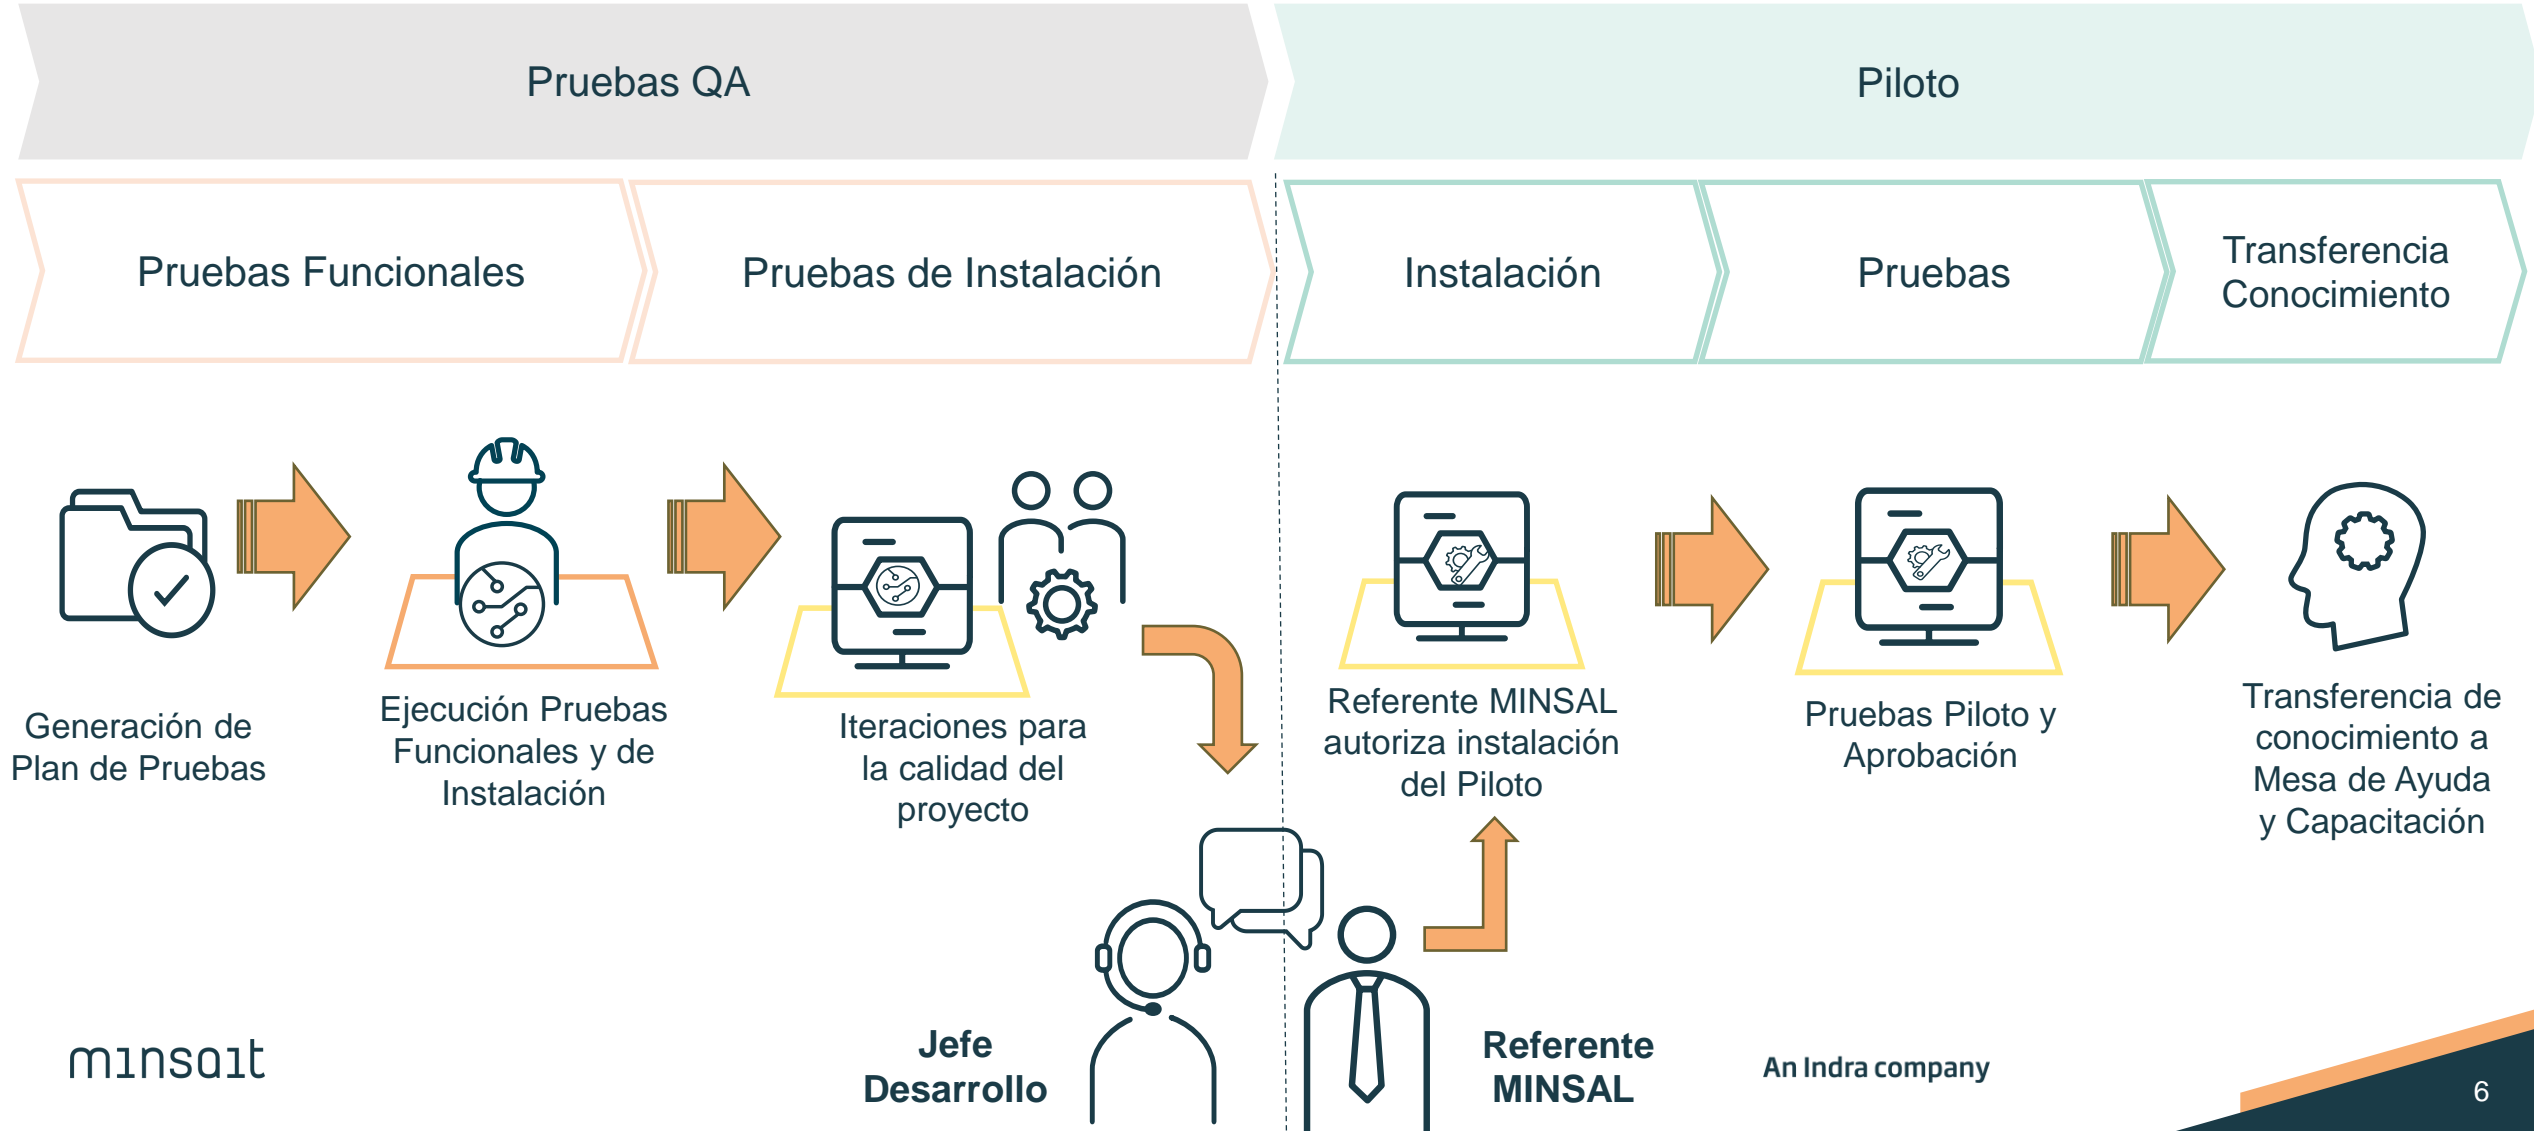 Pruebas QA
Piloto
Pruebas Funcionales
Pruebas de Instalación
Instalación
Pruebas
Transferencia
Conocimiento
Generación de
Plan de Pruebas
Ejecución Pruebas
Funcionales y de
Instalación
Iteraciones para
la calidad del
proyecto
Referente MINSAL
autoriza instalación
del Piloto
Pruebas Piloto y
Aprobación
Transferencia de
conocimiento a
Mesa de Ayuda
y Capacitación
Jefe
Desarrollo
Referente
MINSAL
minsait
An Indra company
6